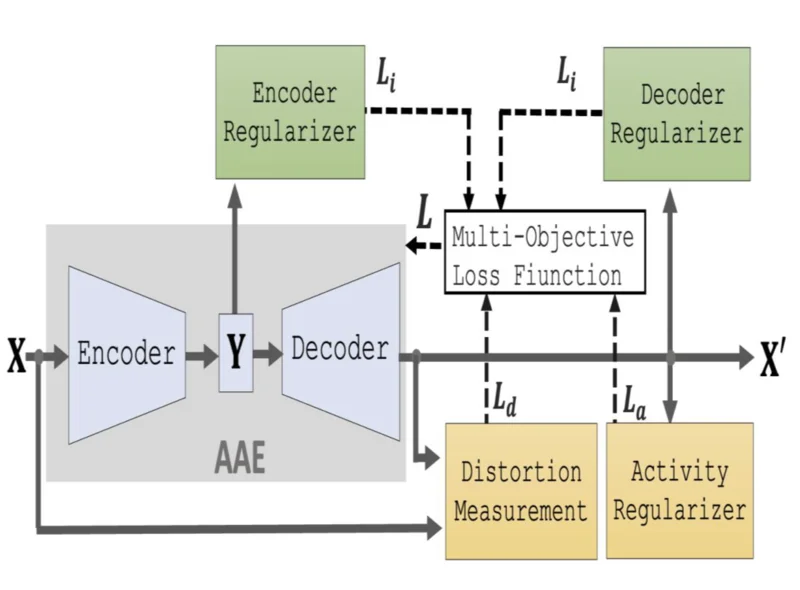 Encoder
Regularizer
L_i
L_i
Decoder
Regularizer
L
Multi-Objective
Loss Fiunction
X
Encoder
Y
Decoder
X′
AAE
L_d
L_a
Distortion
Measurement
Activity
Regularizer